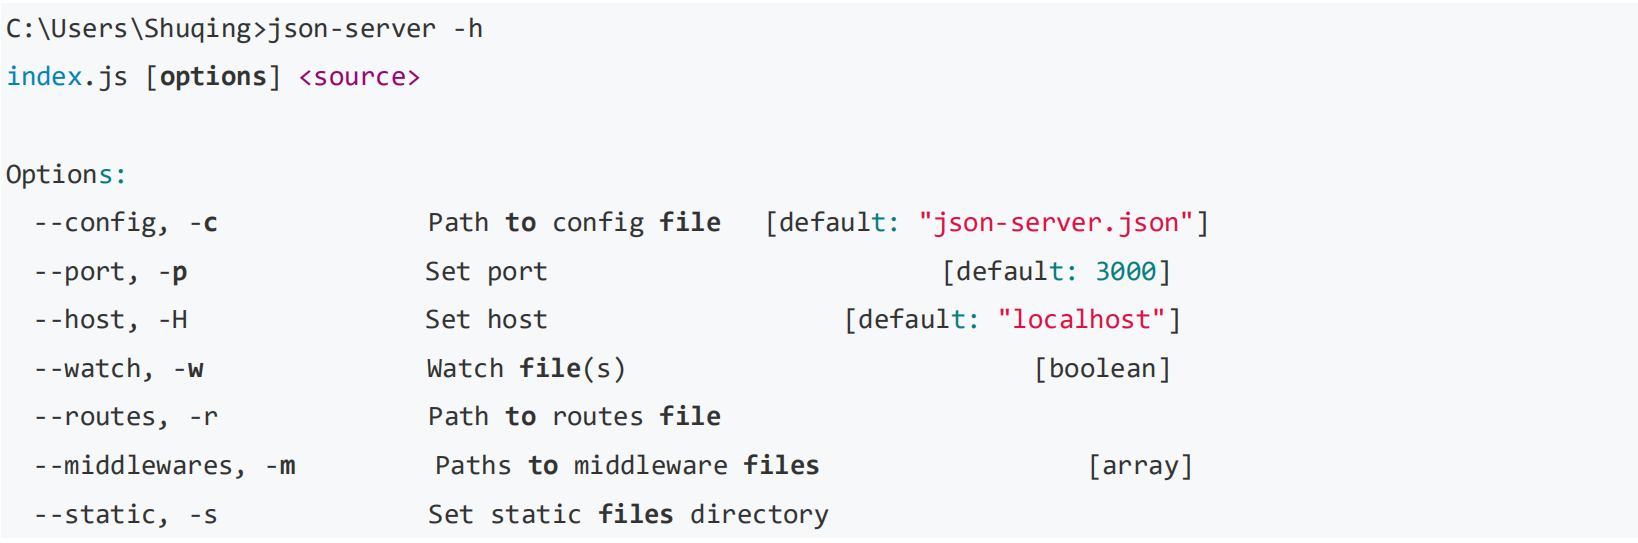 C:\Users\Shuqing>json-server -h
index.js [options] <source>
Options:
--config, -c Path to config file [default: "json-server.json"]
--port, -p Set port [default: 3000]
--host, -H Set host [default: "localhost"]
--watch, -w Watch file(s) [boolean]
--routes, -r Path to routes file
--middlewares, -m Paths to middleware files [array]
--static, -s Set static files directory